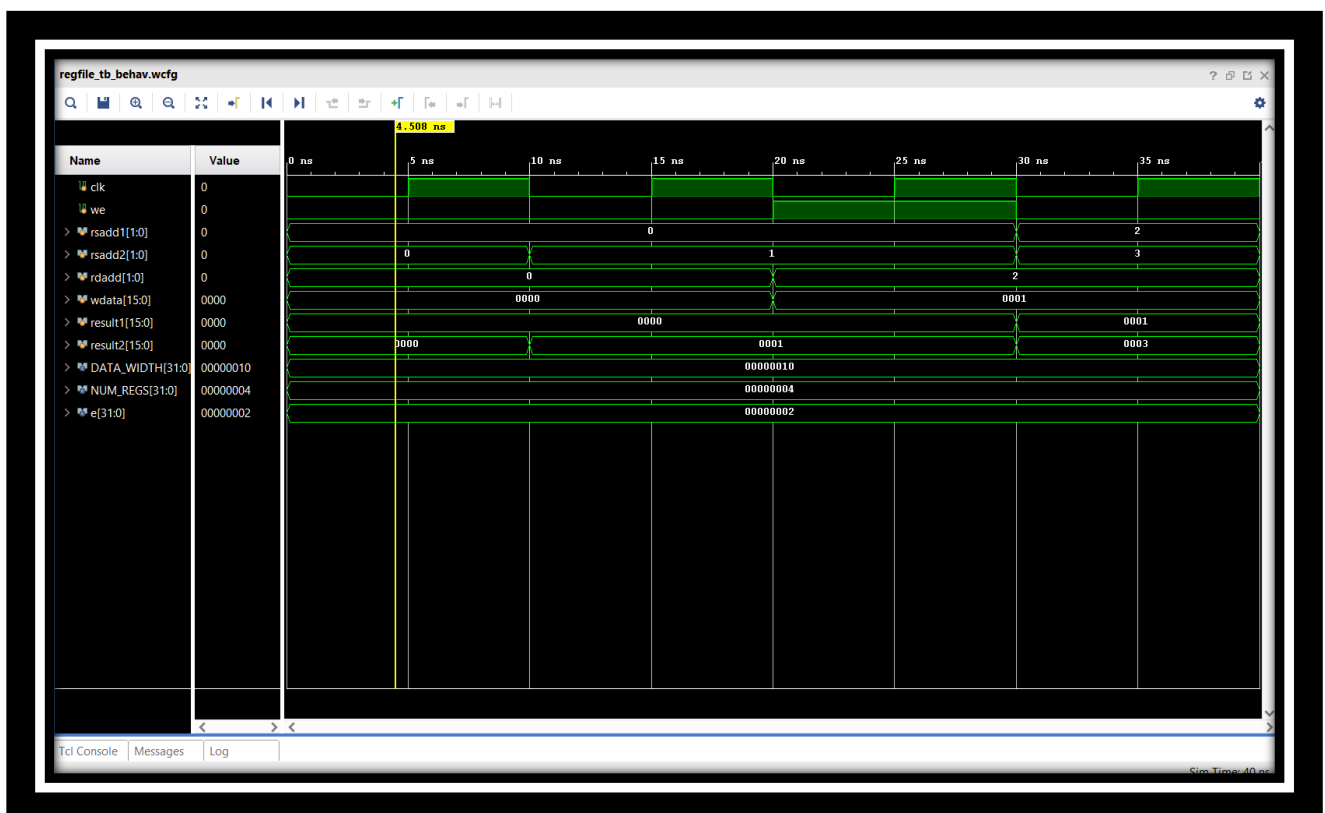 regfile_tb_behav.wcfg
4.508 ns
Name Value 0 ns 5 ns 10 ns 15 ns 20 ns 25 ns 30 ns 35 ns
clk 0
we 0
rsadd1[1:0] 0 0 2
rsadd2[1:0] 0 0 1 3
rdadd[1:0] 0 0 2
wdata[15:0] 0000 0000 0001
result1[15:0] 0000 0000 0001
result2[15:0] 0000 0000 0001 0003
DATA_WIDTH[31:0] 00000010 00000010
NUM_REGS[31:0] 00000004 00000004
e[31:0] 00000002 00000002
Tcl Console Messages Log
Sim Time: 40 ns